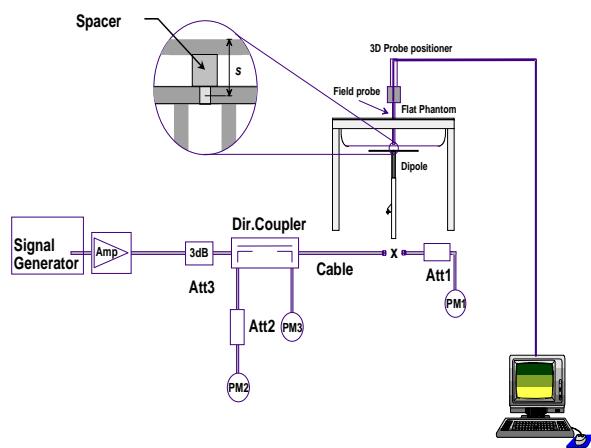 Spacer
s
3D Probe positioner
Field probe
Flat Phantom
Dipole
Signal
Generator
Amp
3dB
Att3
Dir.Coupler
Cable
x
Att1
PM1
Att2
PM3
PM2